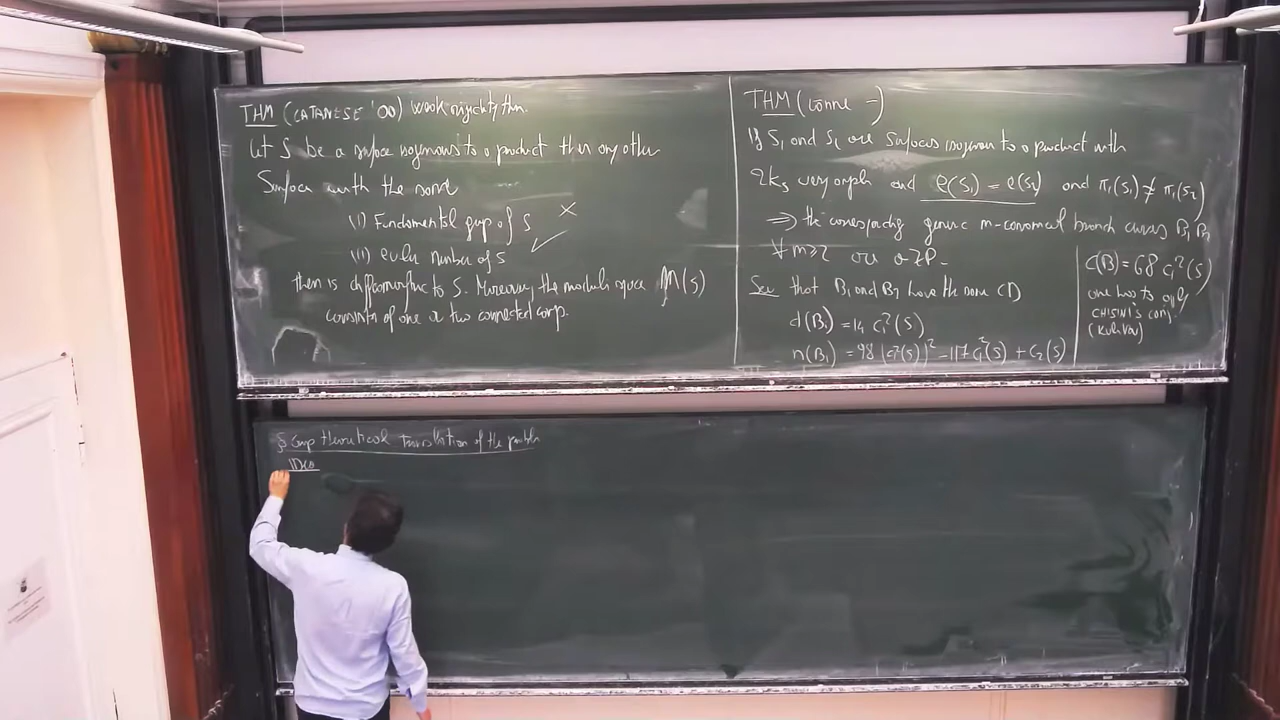 THM (CATANESE '00) weak rigidity thm.
Let S be a surface isogenous to a product then any other
Surface with the same
(I) Fundamental group of S ×
(II) euler number of S ✓
then is diffeomorphic to S. Moreover, the moduli space M(S)
consists of one or two connected comp.
THM (Lönne -)
If S₁ and S₂ are surfaces isogenous to a product with
2Ks very ample and e(S₁) = e(S₂) and π₁(S₁) ≠ π₁(S₂)
⇒ the corresponding generic m-canonical branch curves B₁ B₂
∀ m≥2 are a ZP.
See that B₁ and B₂ have the same CD
d(B₁) = 14 c₁²(S)
n(B₁) = 98 (c₁²(S))² - 117 c₁²(S) + c₂(S)
c(B) = 68 c₁²(S)
one has to apply
CHISINI'S conj.
(Kulikov)
§ Group theoretical translation of the problem
IDea